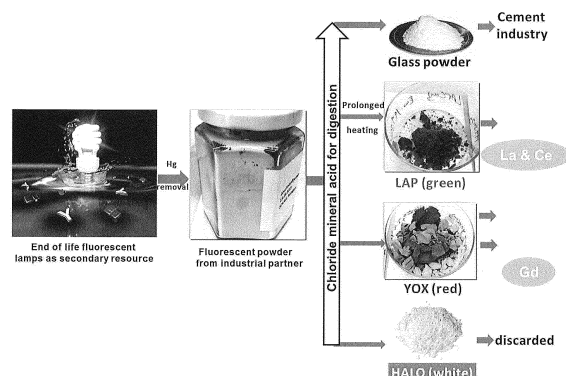 Cement
industry
Glass powder
Prolonged
heating
LAP (green)
La & Ce
Hg
removal
End of life fluorescent
lamps as secondary resource
Fluorescent powder
from industrial partner
Chloride mineral acid for digestion
YOX (red)
Gd
discarded
HALO (white)